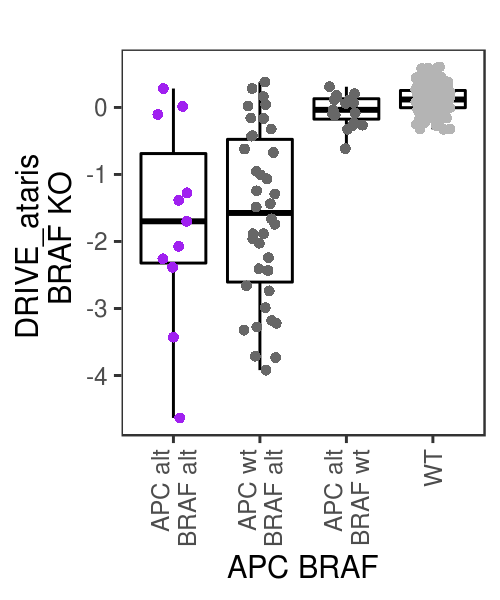 DRIVE_ataris
BRAF KO
0
-1
-2
-3
-4
APC alt
BRAF alt
APC wt
BRAF alt
APC alt
BRAF wt
WT
APC BRAF